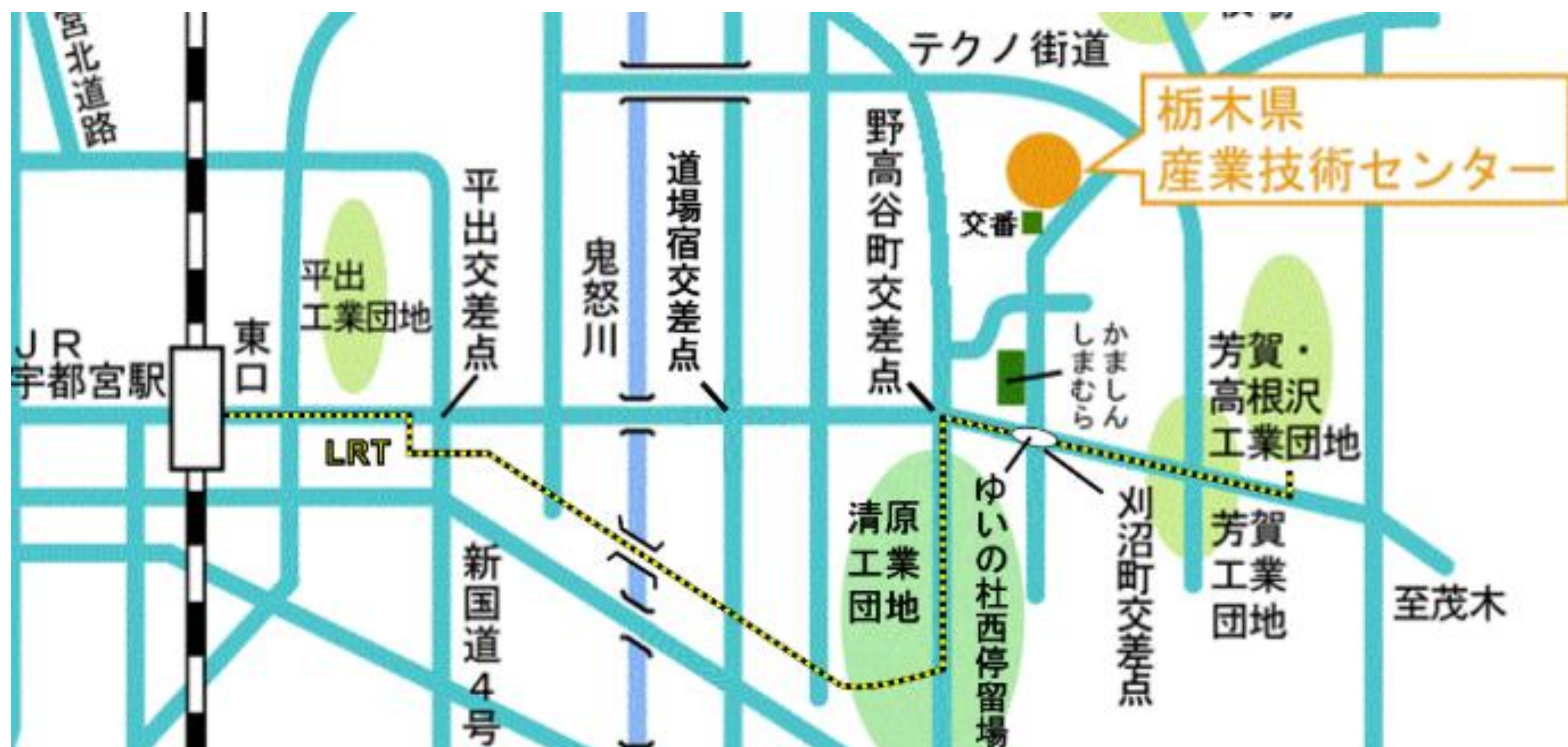 宮北道路
テクノ街道
栃木県
産業技術センター
野高谷町交差点
道場宿交差点
平出交差点
交番
鬼怒川
平出
工業団地
東口
ＪＲ
宇都宮駅
かましん
しまむら
芳賀・
高根沢
工業団地
LRT
清原
工業
団地
ゆいの杜西停留場
刈沼町交差点
芳賀
工業
団地
新国道４号
至茂木